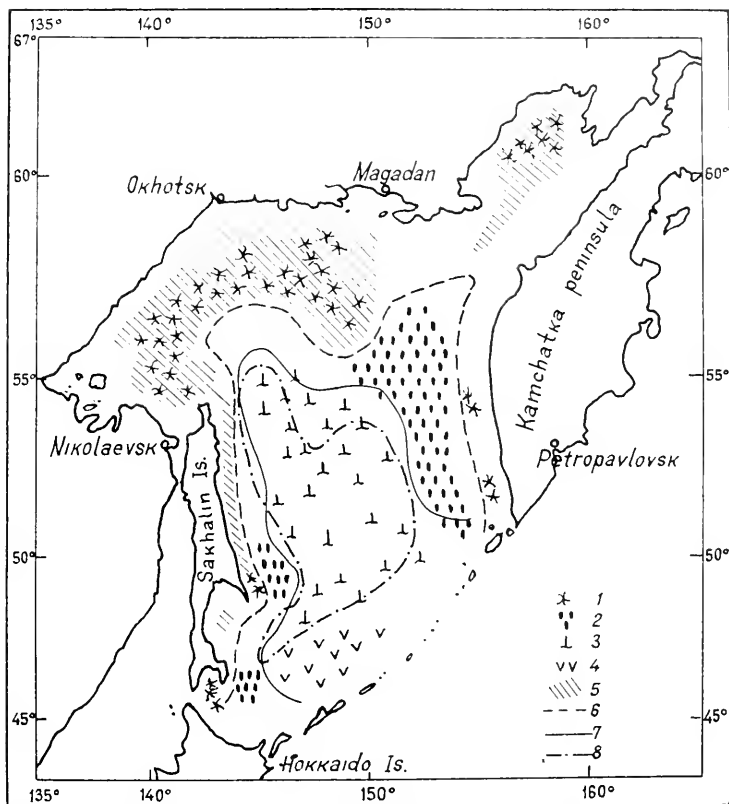 135° 140° 150° 160°
67°
60° 60°
Okhotsk
Magadan
Kamchatka peninsula
55° 55°
Nikolaevsk
Petropavlovsk
Sakhalin Is.
50° 50°
1
2
3
4
5
45° 45°
6
7
8
Hokkaido Is.
135° 140° 150° 160°